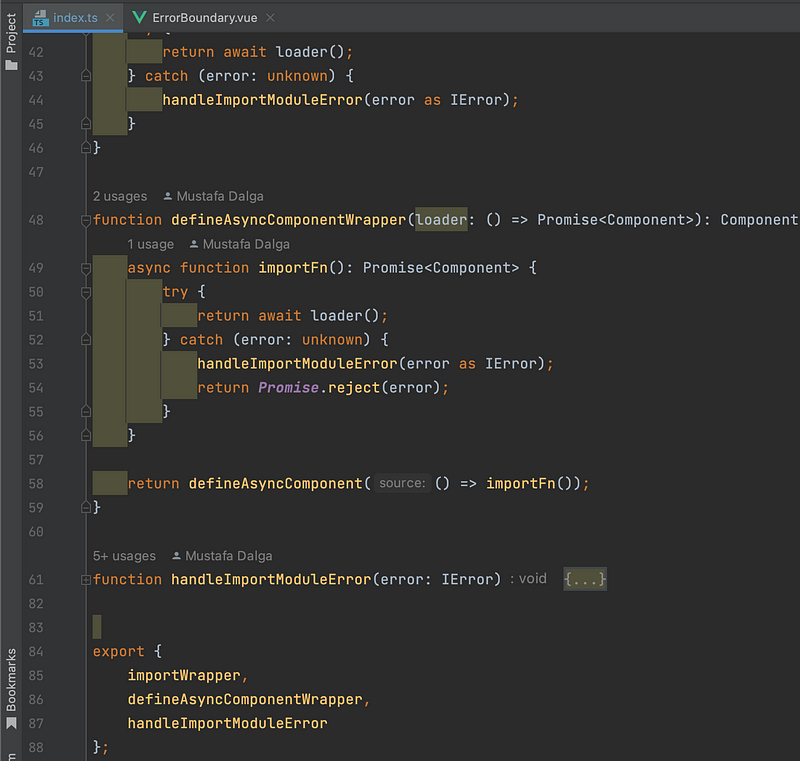 Project
index.ts
ErrorBoundary.vue
42 return await loader();
43 } catch (error: unknown) {
44 handleImportModuleError(error as IError);
45 }
46 }
47
2 usages Mustafa Dalga
48 function defineAsyncComponentWrapper(loader: () => Promise<Component>): Component
1 usage Mustafa Dalga
49 async function importFn(): Promise<Component> {
50 try {
51 return await loader();
52 } catch (error: unknown) {
53 handleImportModuleError(error as IError);
54 return Promise.reject(error);
55 }
56 }
57
58 return defineAsyncComponent( source: () => importFn());
59 }
60
5+ usages Mustafa Dalga
61 function handleImportModuleError(error: IError) : void {...}
82
83
84 export {
85 importWrapper,
86 defineAsyncComponentWrapper,
87 handleImportModuleError
88 };
Bookmarks